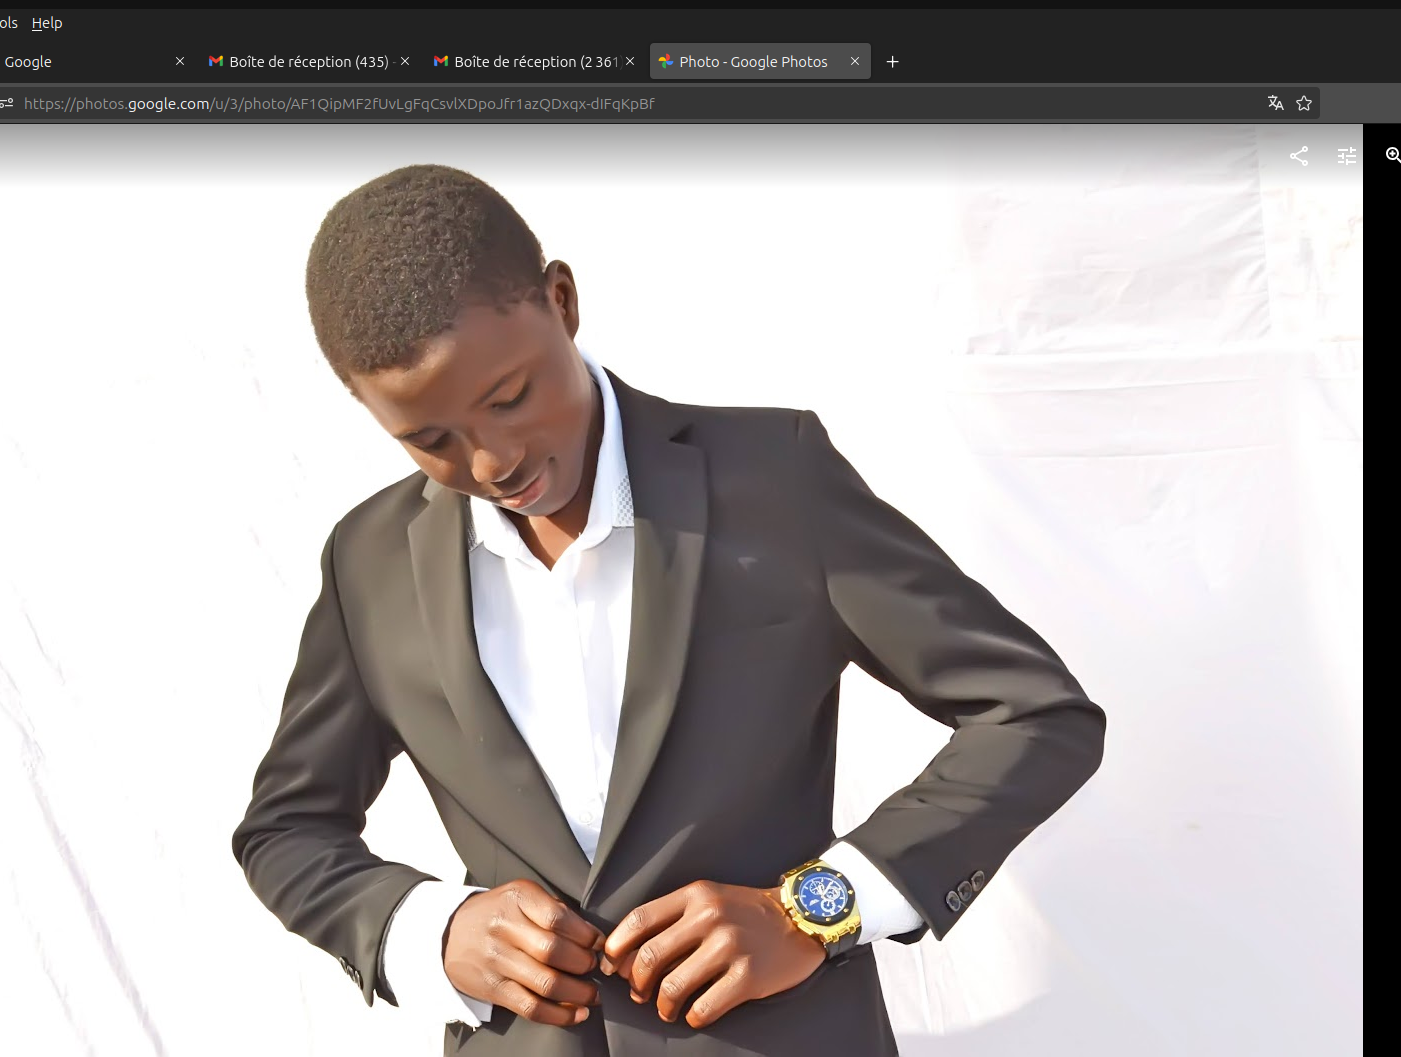 ols Help
Google
Boîte de réception (435) -
Boîte de réception (2 361
Photo - Google Photos
https://photos.google.com/u/3/photo/AF1QipMF2fUvLgFqCsvlXDpoJfr1azQDxqx-dIFqKpBf